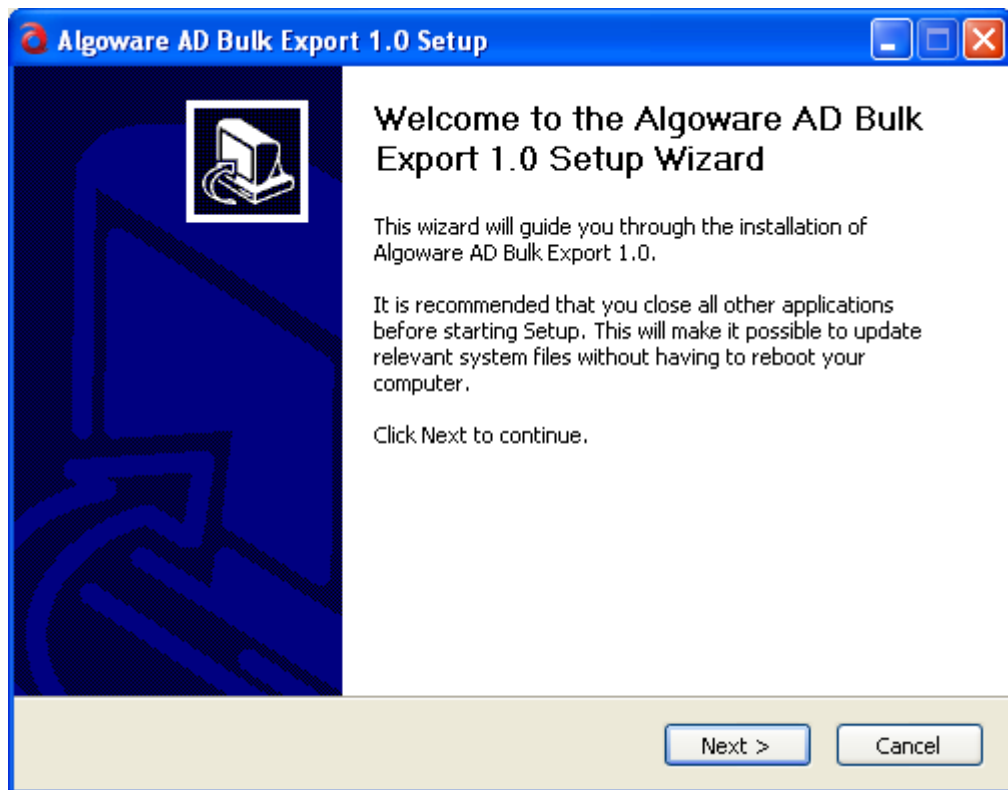 Algoware AD Bulk Export 1.0 Setup
Welcome to the Algoware AD Bulk
Export 1.0 Setup Wizard
This wizard will guide you through the installation of
Algoware AD Bulk Export 1.0.
It is recommended that you close all other applications
before starting Setup. This will make it possible to update
relevant system files without having to reboot your
computer.
Click Next to continue.
Next >
Cancel